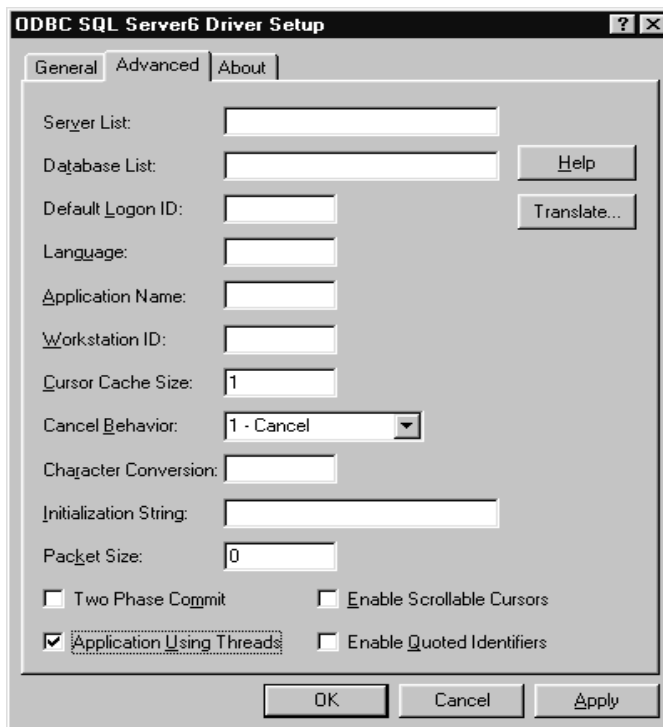 ODBC SQL Server6 Driver Setup
General Advanced About
Server List:
Database List:
Help
Default Logon ID:
Translate...
Language:
Application Name:
Workstation ID:
Cursor Cache Size: 1
Cancel Behavior: 1 - Cancel
Character Conversion:
Initialization String:
Packet Size: 0
Two Phase Commit Enable Scrollable Cursors
Application Using Threads Enable Quoted Identifiers
OK Cancel Apply